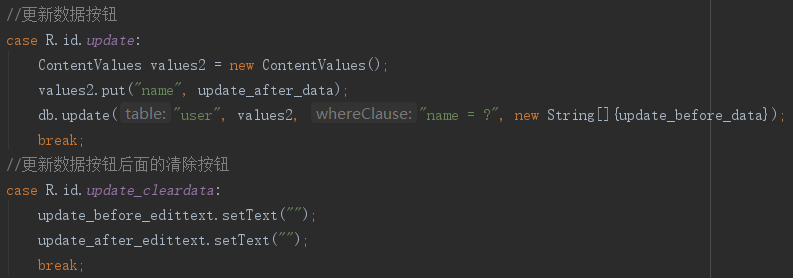 //更新数据按钮
case R.id.update:
ContentValues values2 = new ContentValues();
values2.put("name", update_after_data);
db.update( table: "user", values2, whereClause: "name = ?", new String[]{update_before_data});
break;
//更新数据按钮后面的清除按钮
case R.id.update_cleardata:
update_before_edittext.setText("");
update_after_edittext.setText("");
break;